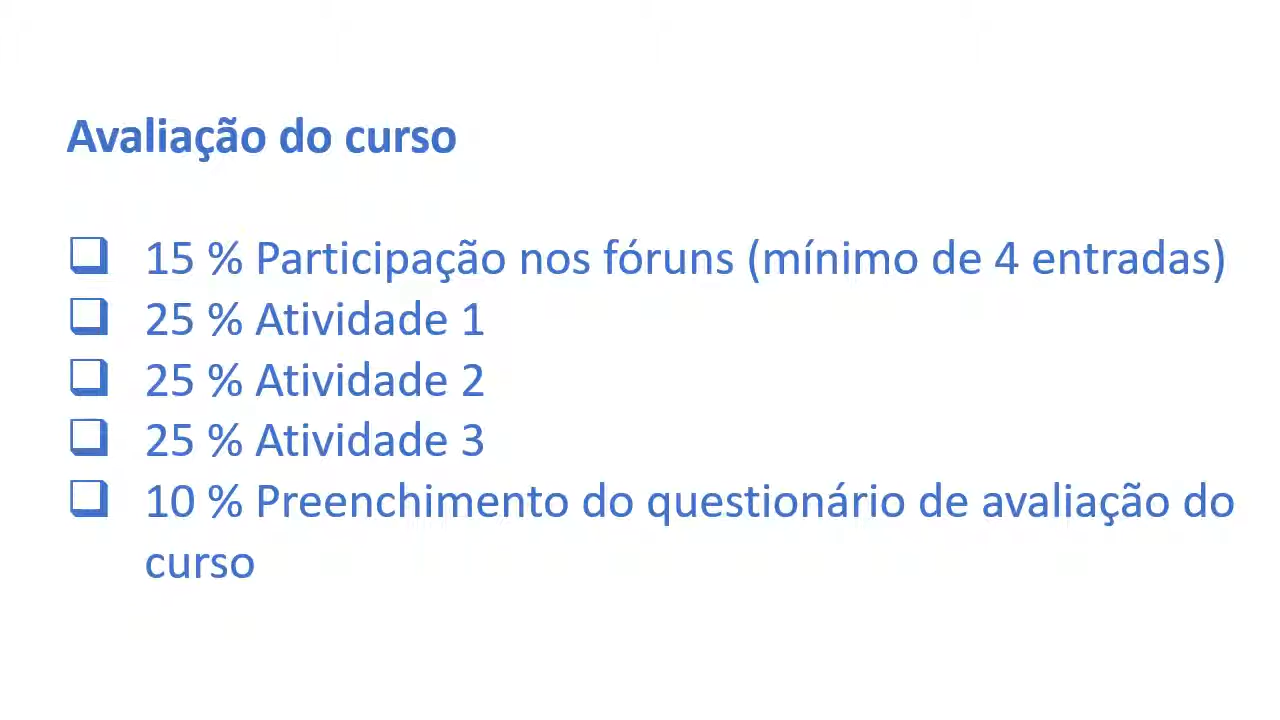 Avaliação do curso
❑ 15 % Participação nos fóruns (mínimo de 4 entradas)
❑ 25 % Atividade 1
❑ 25 % Atividade 2
❑ 25 % Atividade 3
❑ 10 % Preenchimento do questionário de avaliação do
curso